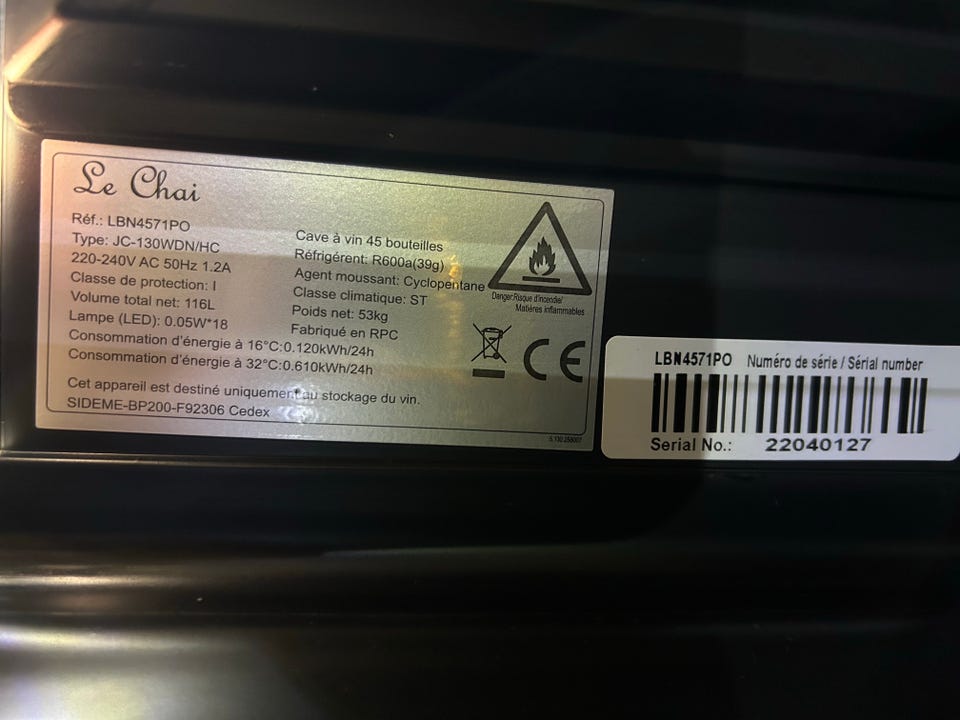 Le Chai
Réf.: LBN4571PO
Type: JC-130WDN/HC
220-240V AC 50Hz 1.2A
Classe de protection: I
Volume total net: 116L
Lampe (LED): 0.05W*18
Consommation d'énergie à 16°C:0.120kWh/24h
Consommation d'énergie à 32°C:0.610kWh/24h
Cet appareil est destiné uniquement au stockage du vin.
SIDEME-BP200-F92306 Cedex
Cave à vin 45 bouteilles
Réfrigérent: R600a(39g)
Agent moussant: Cyclopentane
Classe climatique: ST
Poids net: 53kg
Fabriqué en RPC
Danger:Risque d'incendie/
Matières inflammables
CE
LBN4571PO Numéro de série / Sérial number
Serial No.: 22040127